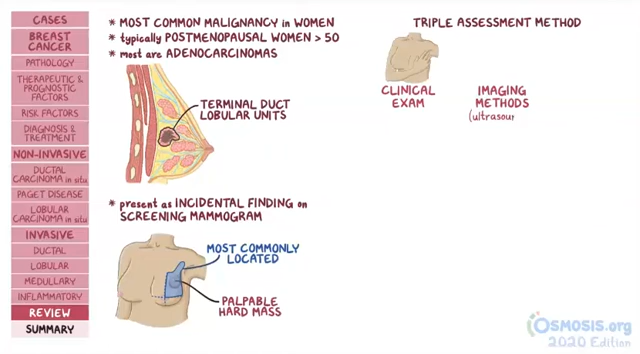 CASES
BREAST
CANCER
PATHOLOGY
THERAPEUTIC &
PROGNOSTIC
FACTORS
RISK FACTORS
DIAGNOSIS &
TREATMENT
NON-INVASIVE
DUCTAL
CARCINOMA in situ
PAGET DISEASE
LOBULAR
CARCINOMA in situ
INVASIVE
DUCTAL
LOBULAR
MEDULLARY
INFLAMMATORY
REVIEW
SUMMARY
* MOST COMMON MALIGNANCY in WOMEN
* typically POSTMENOPAUSAL WOMEN > 50
* most are ADENOCARCINOMAS
TERMINAL DUCT
LOBULAR UNITS
* present as INCIDENTAL FINDING on
SCREENING MAMMOGRAM
MOST COMMONLY
LOCATED
PALPABLE
HARD MASS
TRIPLE ASSESSMENT METHOD
CLINICAL
EXAM
IMAGING
METHODS
(ultrasour
OSMOSIS.org
2020 Edition